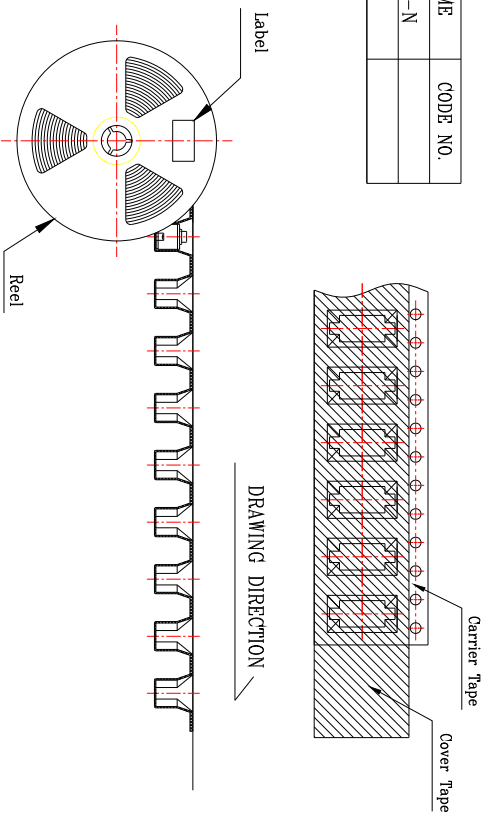 ME
CODE NO.
-N
Carrier Tape
Cover Tape
DRAWING DIRECTION
Label
Reel